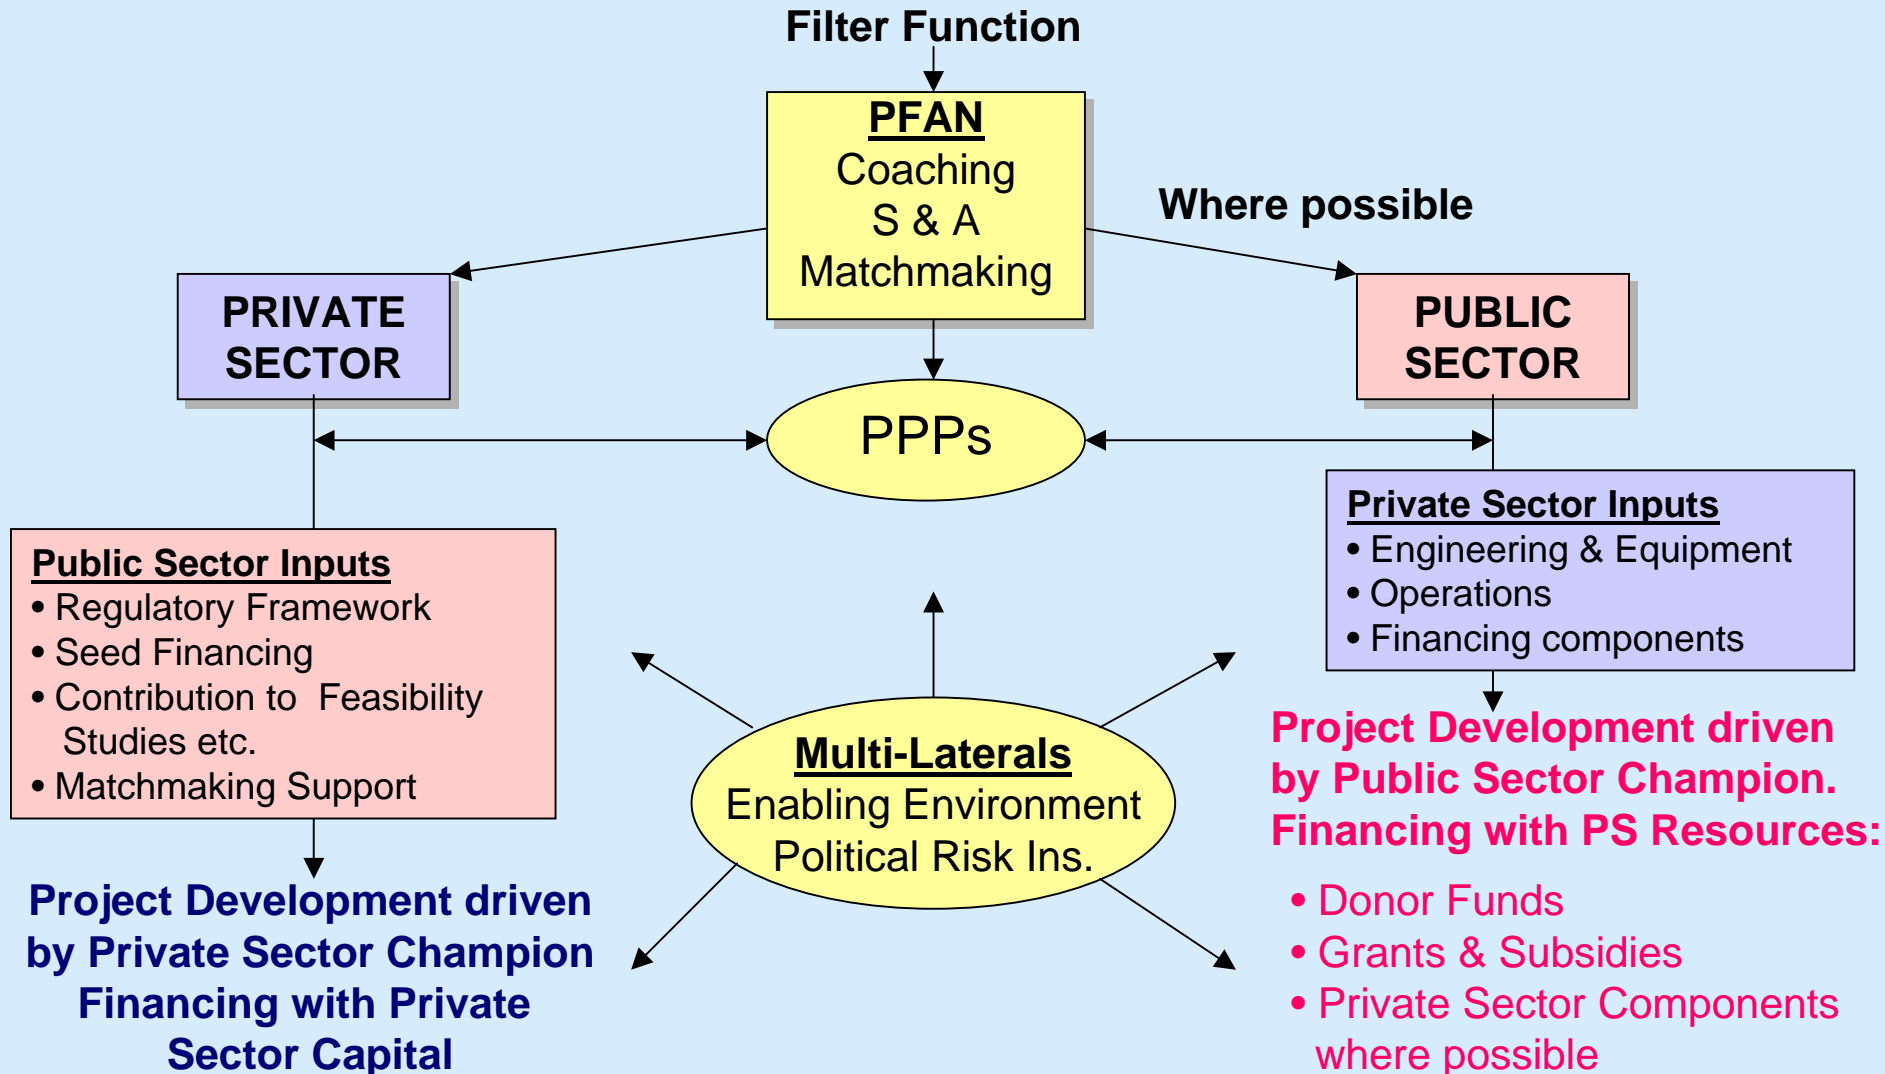 Filter Function
PFAN
Coaching
S & A
Matchmaking
Where possible
PRIVATE
SECTOR
PUBLIC
SECTOR
PPPs
Public Sector Inputs
• Regulatory Framework
• Seed Financing
• Contribution to Feasibility
Studies etc.
• Matchmaking Support
Private Sector Inputs
• Engineering & Equipment
• Operations
• Financing components
Multi-Laterals
Enabling Environment
Political Risk Ins.
Project Development driven
by Private Sector Champion
Financing with Private
Sector Capital
Project Development driven
by Public Sector Champion.
Financing with PS Resources:
• Donor Funds
• Grants & Subsidies
• Private Sector Components
where possible